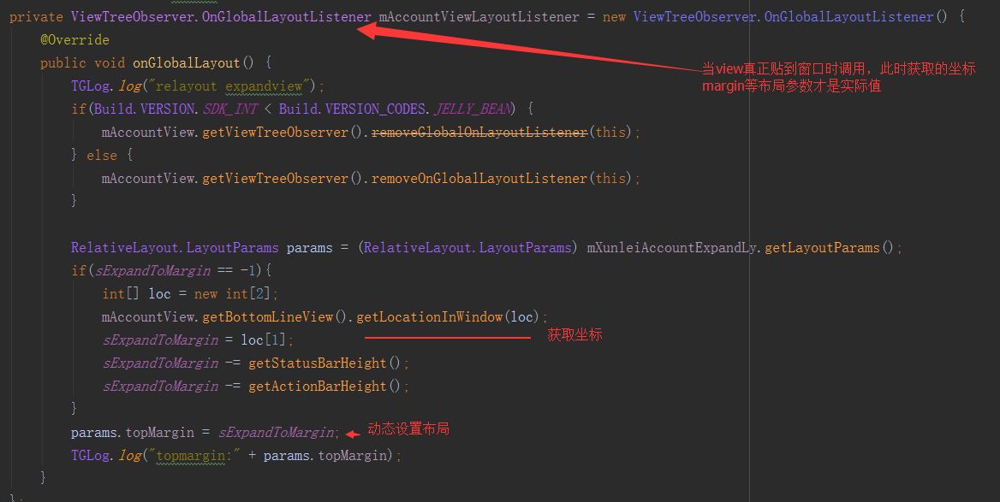 private ViewTreeObserver.OnGlobalLayoutListener mAccountViewLayoutListener = new ViewTreeObserver.OnGlobalLayoutListener() {
@Override
public void onGlobalLayout() {
当view真正贴到窗口时调用，此时获取的坐标
margin等布局参数才是实际值
TGLog.log("relayout expandview");
if(Build.VERSION.SDK_INT < Build.VERSION_CODES.JELLY_BEAN) {
mAccountView.getViewTreeObserver().removeGlobalOnLayoutListener(this);
} else {
mAccountView.getViewTreeObserver().removeOnGlobalLayoutListener(this);
}
RelativeLayout.LayoutParams params = (RelativeLayout.LayoutParams) mXunleiAccountExpandLy.getLayoutParams();
if(sExpandToMargin == -1){
int[] loc = new int[2];
mAccountView.getBottomLineView().getLocationInWindow(loc);
sExpandToMargin = loc[1]; 获取坐标
sExpandToMargin -= getStatusBarHeight();
sExpandToMargin -= getActionBarHeight();
}
params.topMargin = sExpandToMargin; 动态设置布局
TGLog.log("topmargin:" + params.topMargin);
}
};